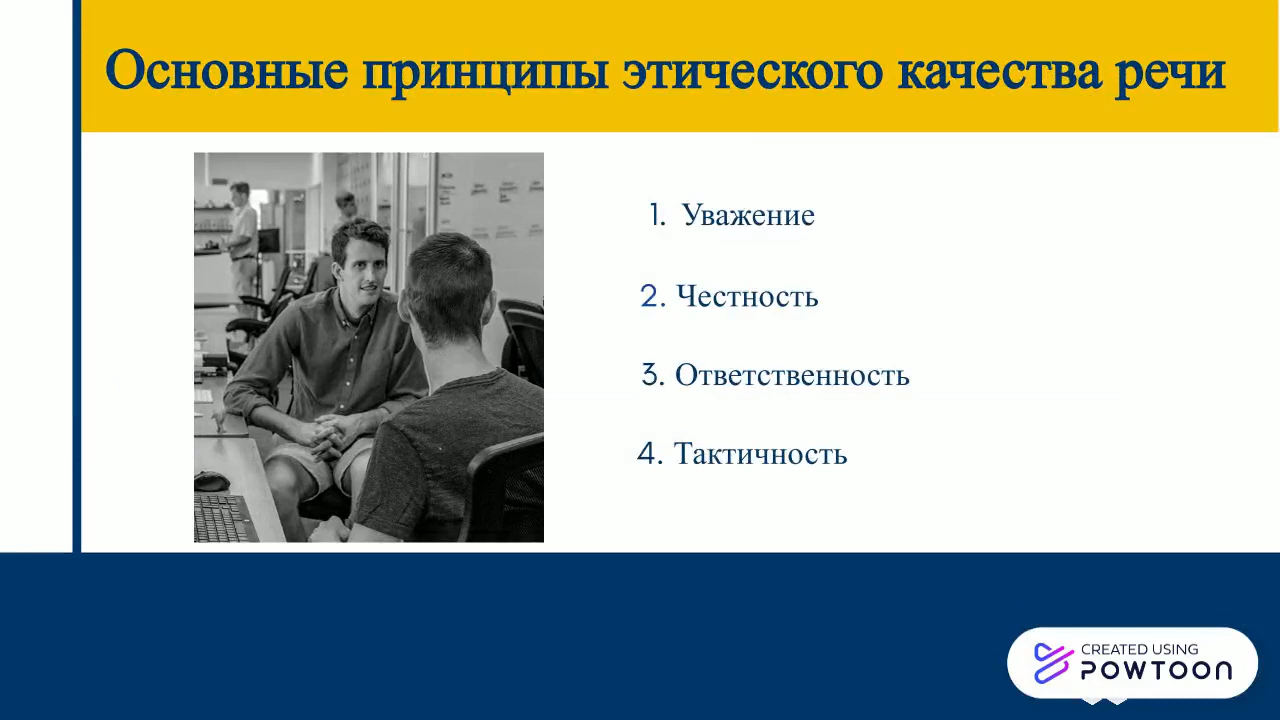 Основные принципы этического качества речи
1. Уважение
2. Честность
3. Ответственность
4. Тактичность
CREATED USING
POWTOON